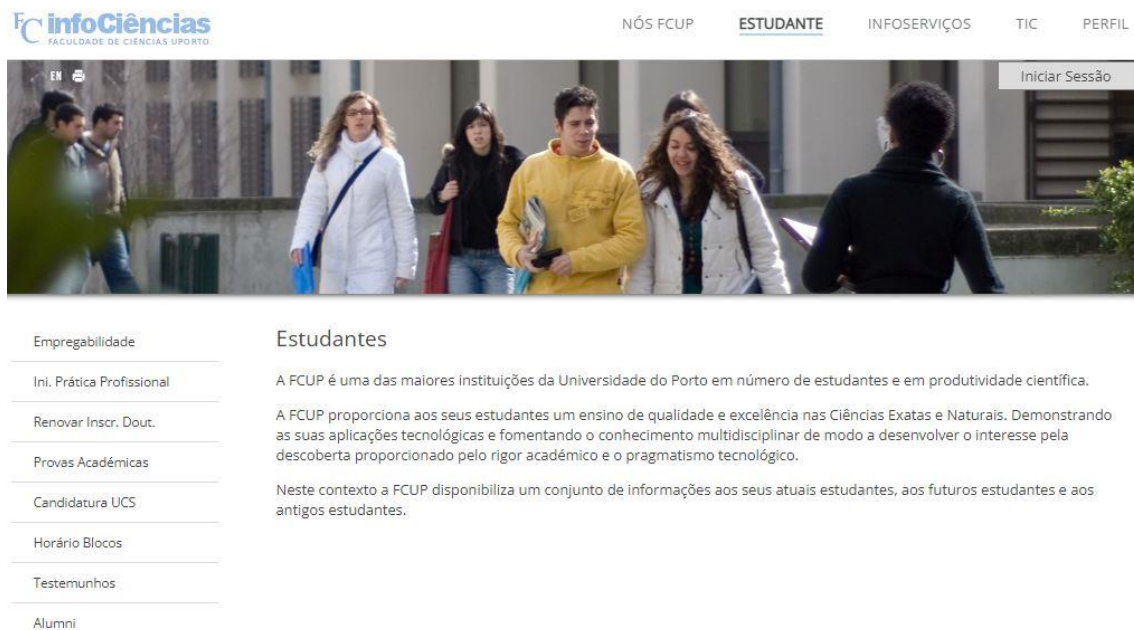 FC infoCiências
FACULDADE DE CIÊNCIAS UPORTO
NÓS FCUP
ESTUDANTE
INFOSERVIÇOS
TIC
PERFIL
EN
Iniciar Sessão
Empregabilidade
Ini. Prática Profissional
Renovar Inscr. Dout.
Provas Académicas
Candidatura UCS
Horário Blocos
Testemunhos
Alumni
Estudantes
A FCUP é uma das maiores instituições da Universidade do Porto em número de estudantes e em produtividade científica.
A FCUP proporciona aos seus estudantes um ensino de qualidade e excelência nas Ciências Exatas e Naturais. Demonstrando
as suas aplicações tecnológicas e fomentando o conhecimento multidisciplinar de modo a desenvolver o interesse pela
descoberta proporcionado pelo rigor académico e o pragmatismo tecnológico.
Neste contexto a FCUP disponibiliza um conjunto de informações aos seus atuais estudantes, aos futuros estudantes e aos
antigos estudantes.